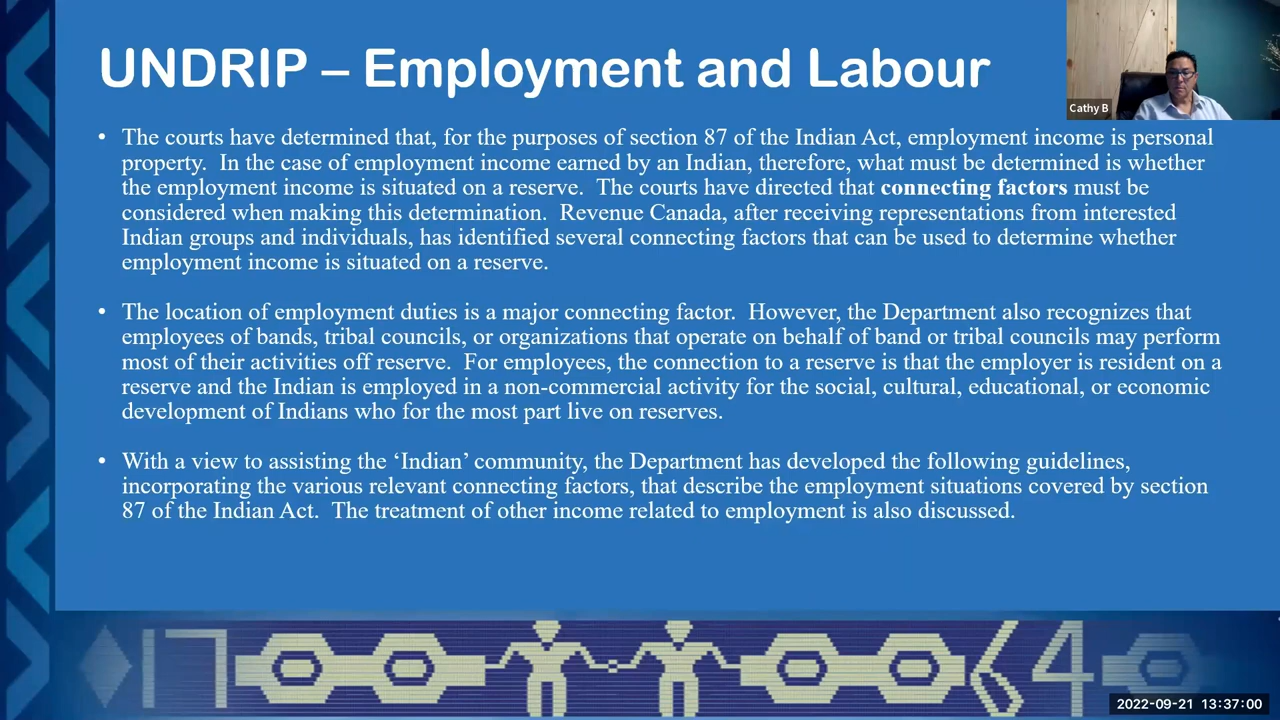 UNDRIP – Employment and Labour
Cathy B
• The courts have determined that, for the purposes of section 87 of the Indian Act, employment income is personal
property.  In the case of employment income earned by an Indian, therefore, what must be determined is whether
the employment income is situated on a reserve.  The courts have directed that connecting factors must be
considered when making this determination.  Revenue Canada, after receiving representations from interested
Indian groups and individuals, has identified several connecting factors that can be used to determine whether
employment income is situated on a reserve.
• The location of employment duties is a major connecting factor.  However, the Department also recognizes that
employees of bands, tribal councils, or organizations that operate on behalf of band or tribal councils may perform
most of their activities off reserve.  For employees, the connection to a reserve is that the employer is resident on a
reserve and the Indian is employed in a non-commercial activity for the social, cultural, educational, or economic
development of Indians who for the most part live on reserves.
• With a view to assisting the ‘Indian’ community, the Department has developed the following guidelines,
incorporating the various relevant connecting factors, that describe the employment situations covered by section
87 of the Indian Act.  The treatment of other income related to employment is also discussed.
17 64
2022-09-21 13:37:00